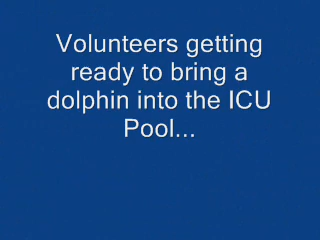 Volunteers getting
ready to bring a
dolphin into the ICU
Pool...